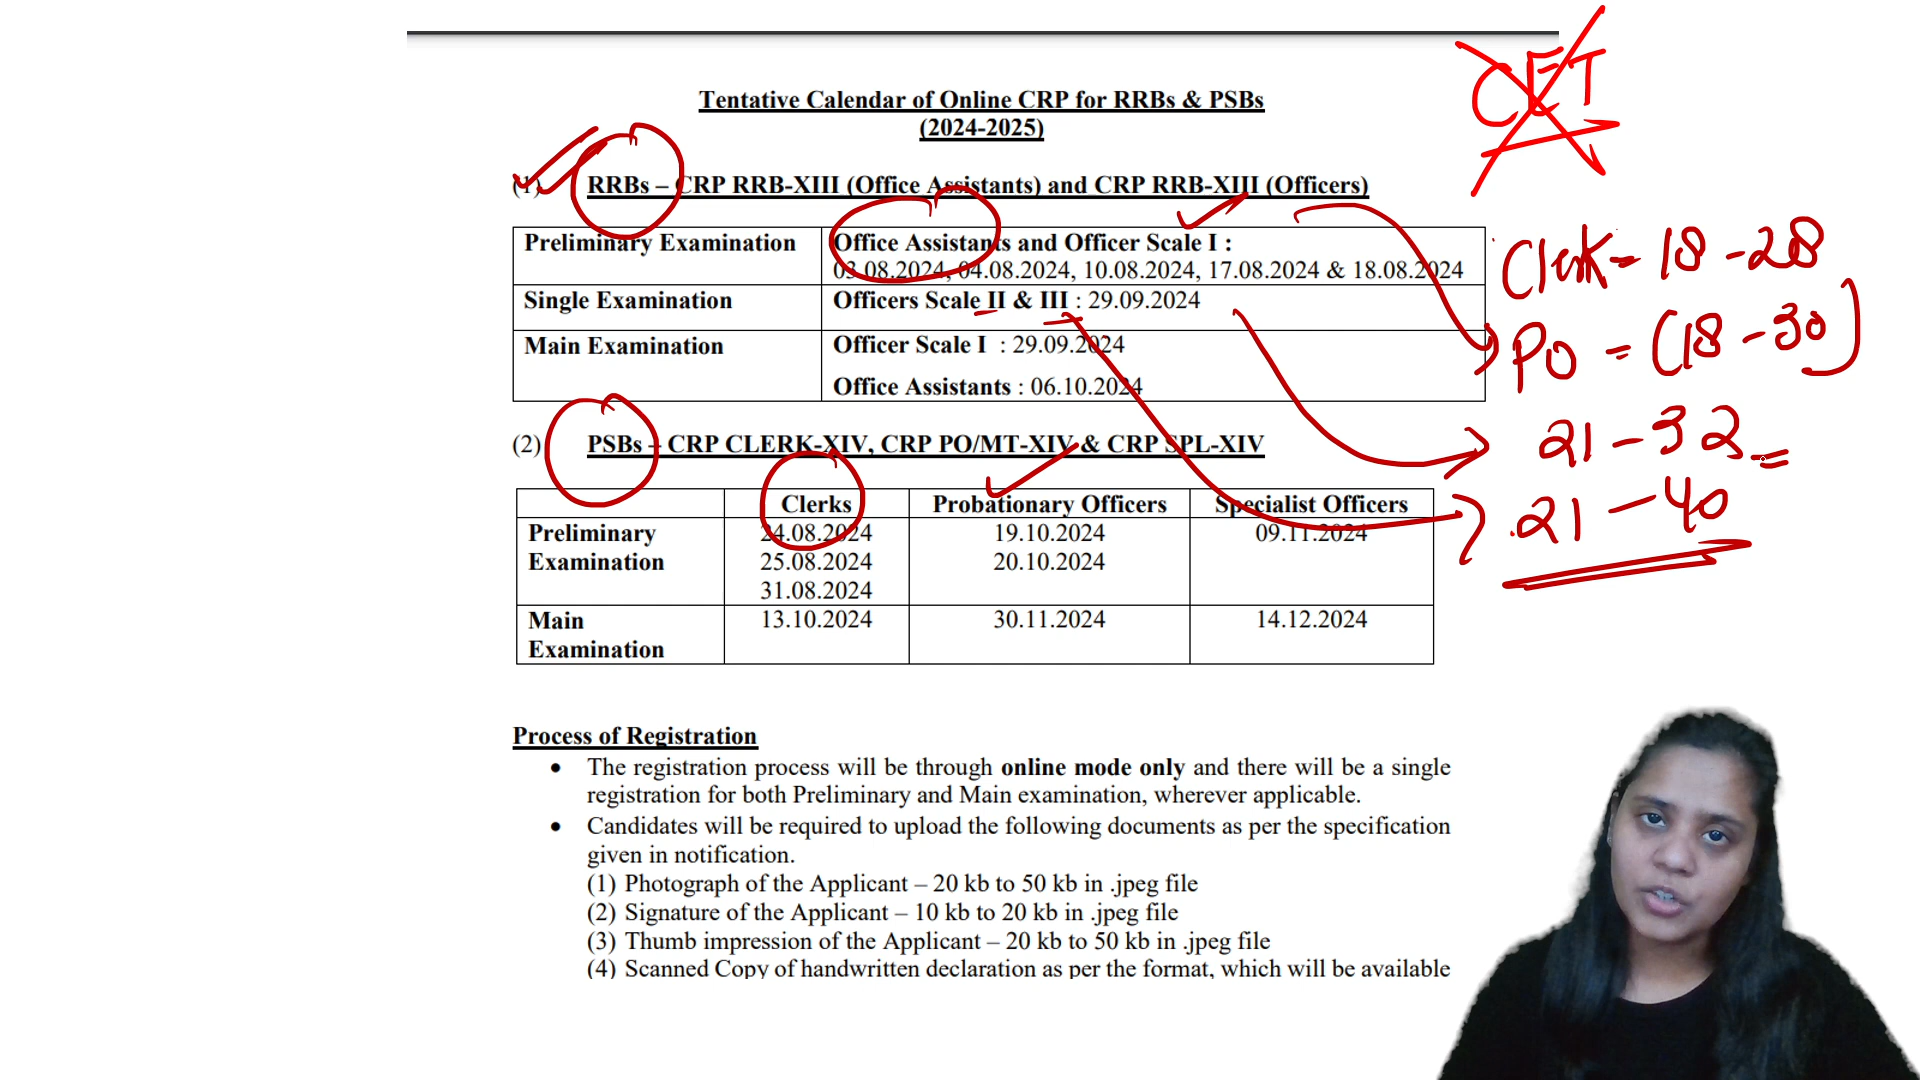 Tentative Calendar of Online CRP for RRBs & PSBs
(2024-2025)
CET
(1) RRBs – CRP RRB-XIII (Office Assistants) and CRP RRB-XIII (Officers)
Preliminary Examination
Office Assistants and Officer Scale I :
03.08.2024, 04.08.2024, 10.08.2024, 17.08.2024 & 18.08.2024
Single Examination
Officers Scale II & III : 29.09.2024
Main Examination
Officer Scale I : 29.09.2024
Office Assistants : 06.10.2024
Clerk = 18 - 28
PO = (18 - 30)
21 - 32
21 - 40
(2) PSBs – CRP CLERK-XIV, CRP PO/MT-XIV & CRP SPL-XIV
Clerks Probationary Officers Specialist Officers
Preliminary 24.08.2024 19.10.2024 09.11.2024
Examination 25.08.2024 20.10.2024
31.08.2024
Main 13.10.2024 30.11.2024 14.12.2024
Examination
Process of Registration
• The registration process will be through online mode only and there will be a single
registration for both Preliminary and Main examination, wherever applicable.
• Candidates will be required to upload the following documents as per the specification
given in notification.
(1) Photograph of the Applicant – 20 kb to 50 kb in .jpeg file
(2) Signature of the Applicant – 10 kb to 20 kb in .jpeg file
(3) Thumb impression of the Applicant – 20 kb to 50 kb in .jpeg file
(4) Scanned Copy of handwritten declaration as per the format, which will be available